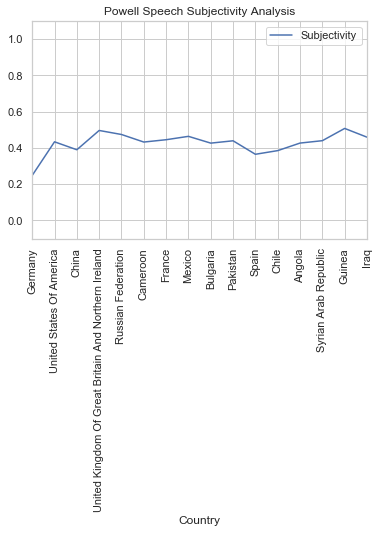 Powell Speech Subjectivity Analysis
Subjectivity
1.0
0.8
0.6
0.4
0.2
0.0
Germany
United States Of America
China
United Kingdom Of Great Britain And Northern Ireland
Russian Federation
Cameroon
France
Mexico
Bulgaria
Pakistan
Spain
Chile
Angola
Syrian Arab Republic
Guinea
Iraq
Country